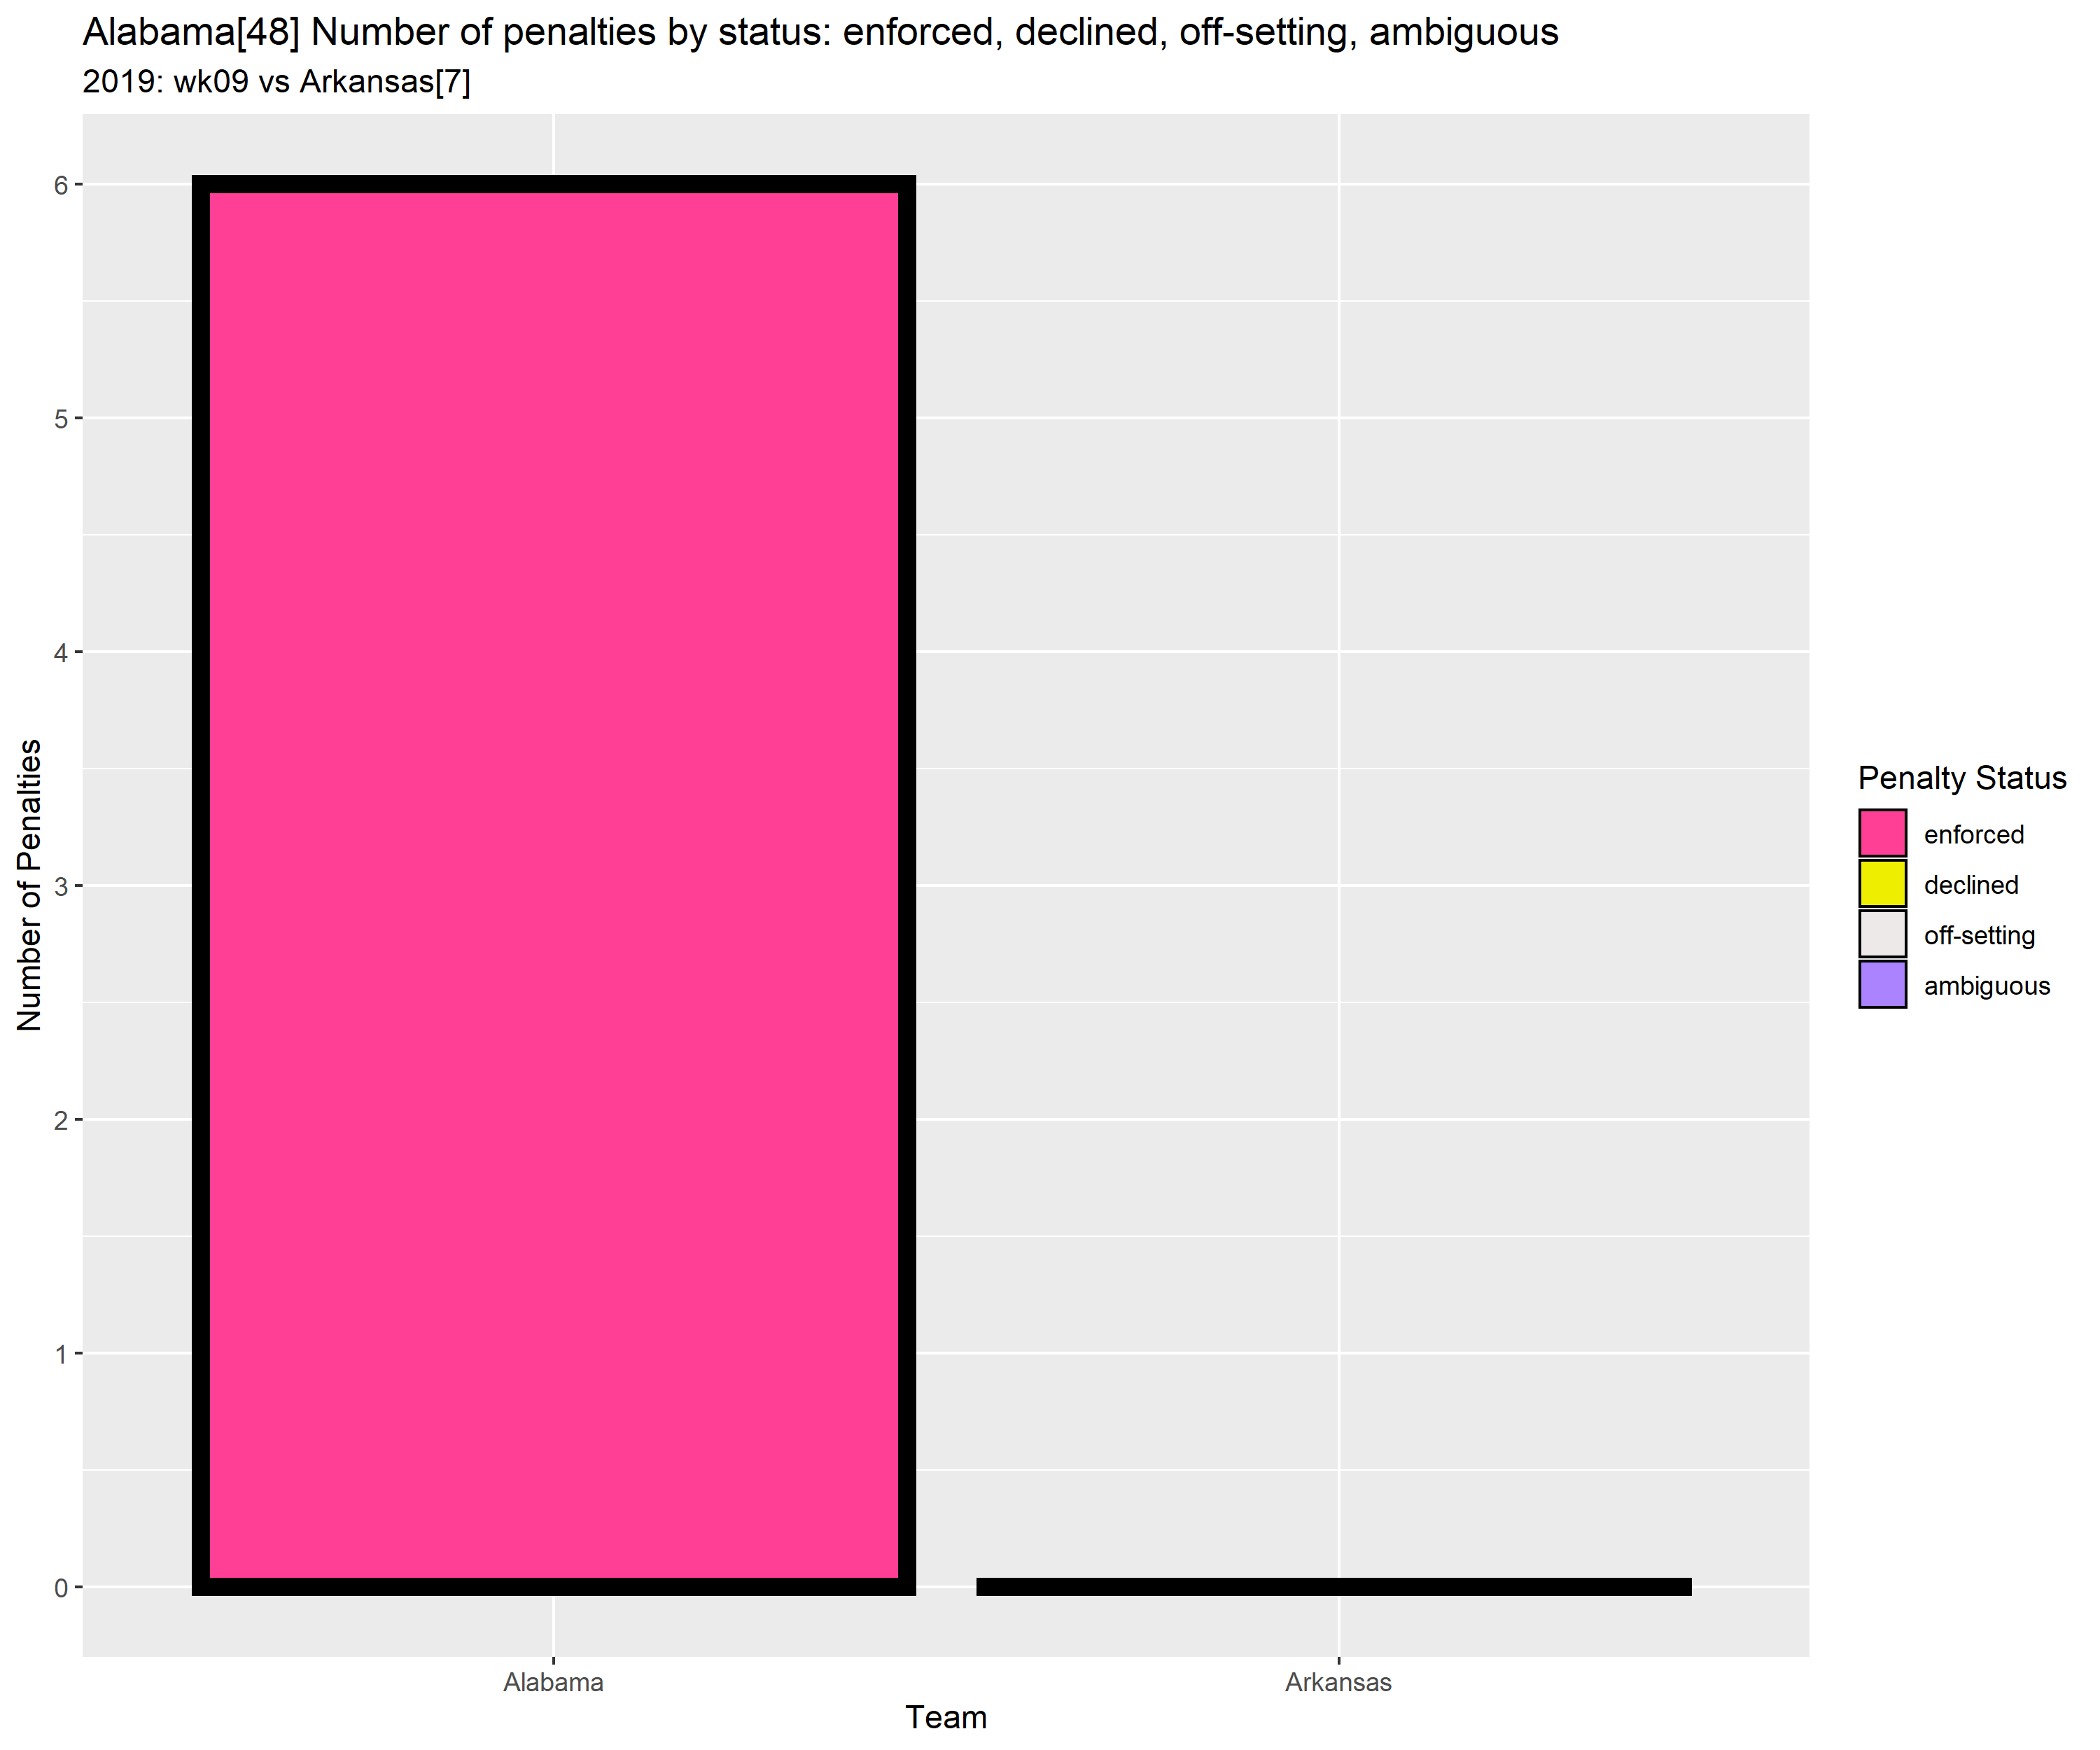 Alabama[48] Number of penalties by status: enforced, declined, off-setting, ambiguous
2019: wk09 vs Arkansas[7]
Number of Penalties
6
5
4
3
2
1
0
Alabama
Arkansas
Team
Penalty Status
enforced
declined
off-setting
ambiguous